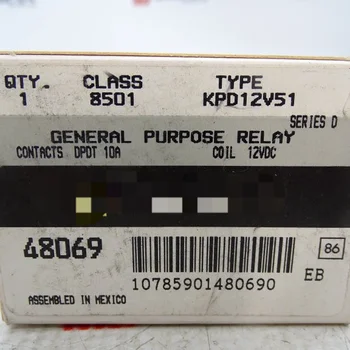 QTY. CLASS TYPE
1 8501 KPD12V51
SERIES D
GENERAL PURPOSE RELAY
CONTACTS DPDT 10A COIL 12VDC
48069
86
10785901480690 EB
ASSEMBLED IN MEXICO